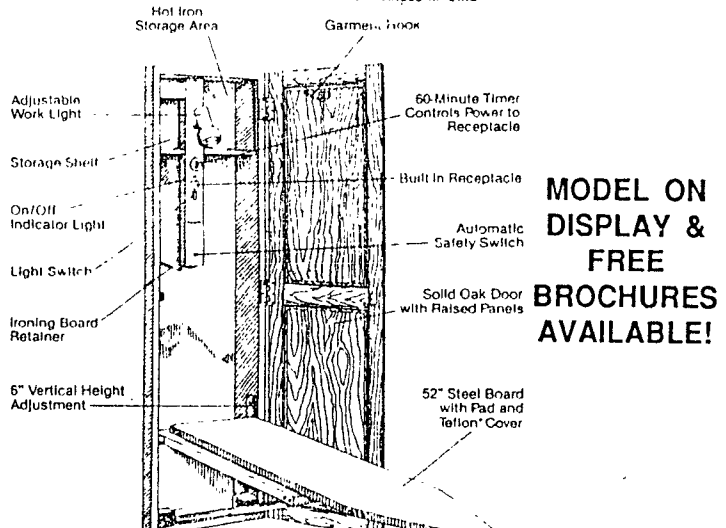 Hot Iron
Storage Area
Garment Hook
Adjustable
Work Light
Storage Shelf
On/Off
Indicator Light
Light Switch
Ironing Board
Retainer
6" Vertical Height
Adjustment
60-Minute Timer
Controls Power to
Receptacle
Built In Receptacle
Automatic
Safety Switch
Solid Oak Door
with Raised Panels
52" Steel Board
with Pad and
Teflon* Cover
MODEL ON
DISPLAY &
FREE
BROCHURES
AVAILABLE!